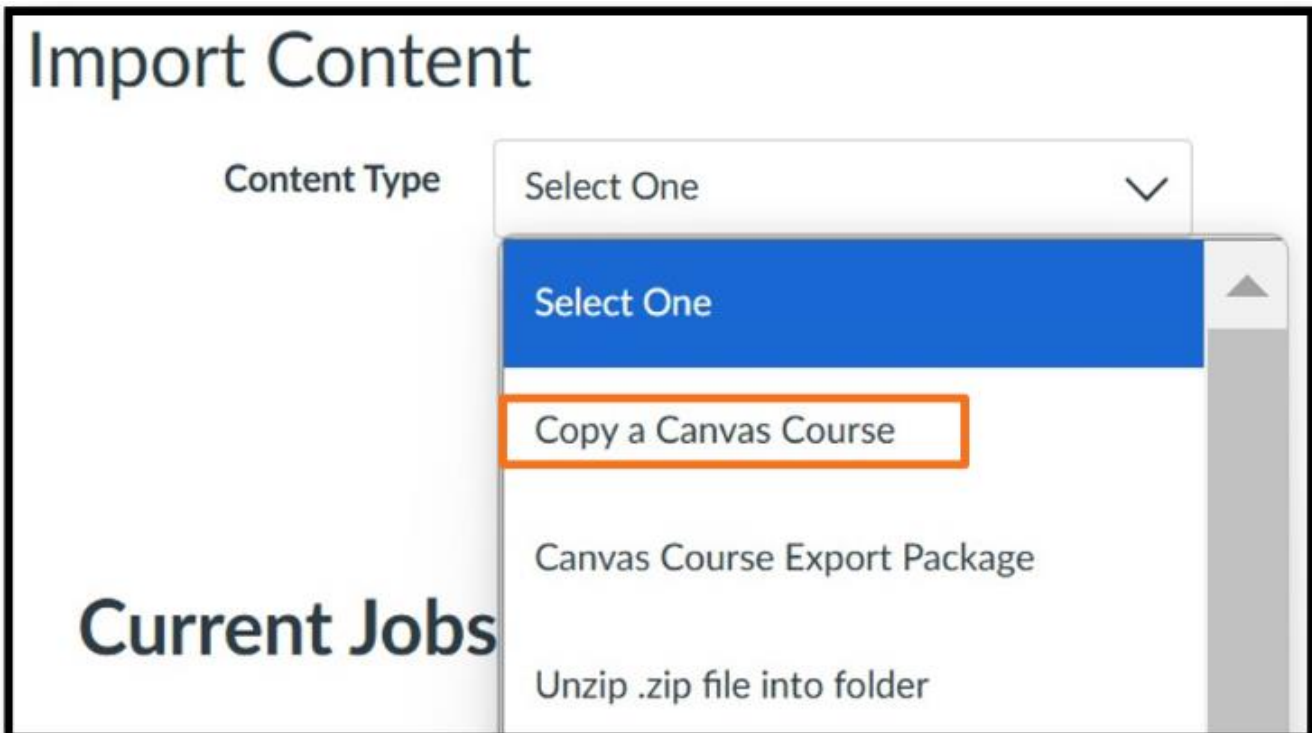 Import Content
Content Type
Select One
Select One
Copy a Canvas Course
Canvas Course Export Package
Current Jobs
Unzip .zip file into folder